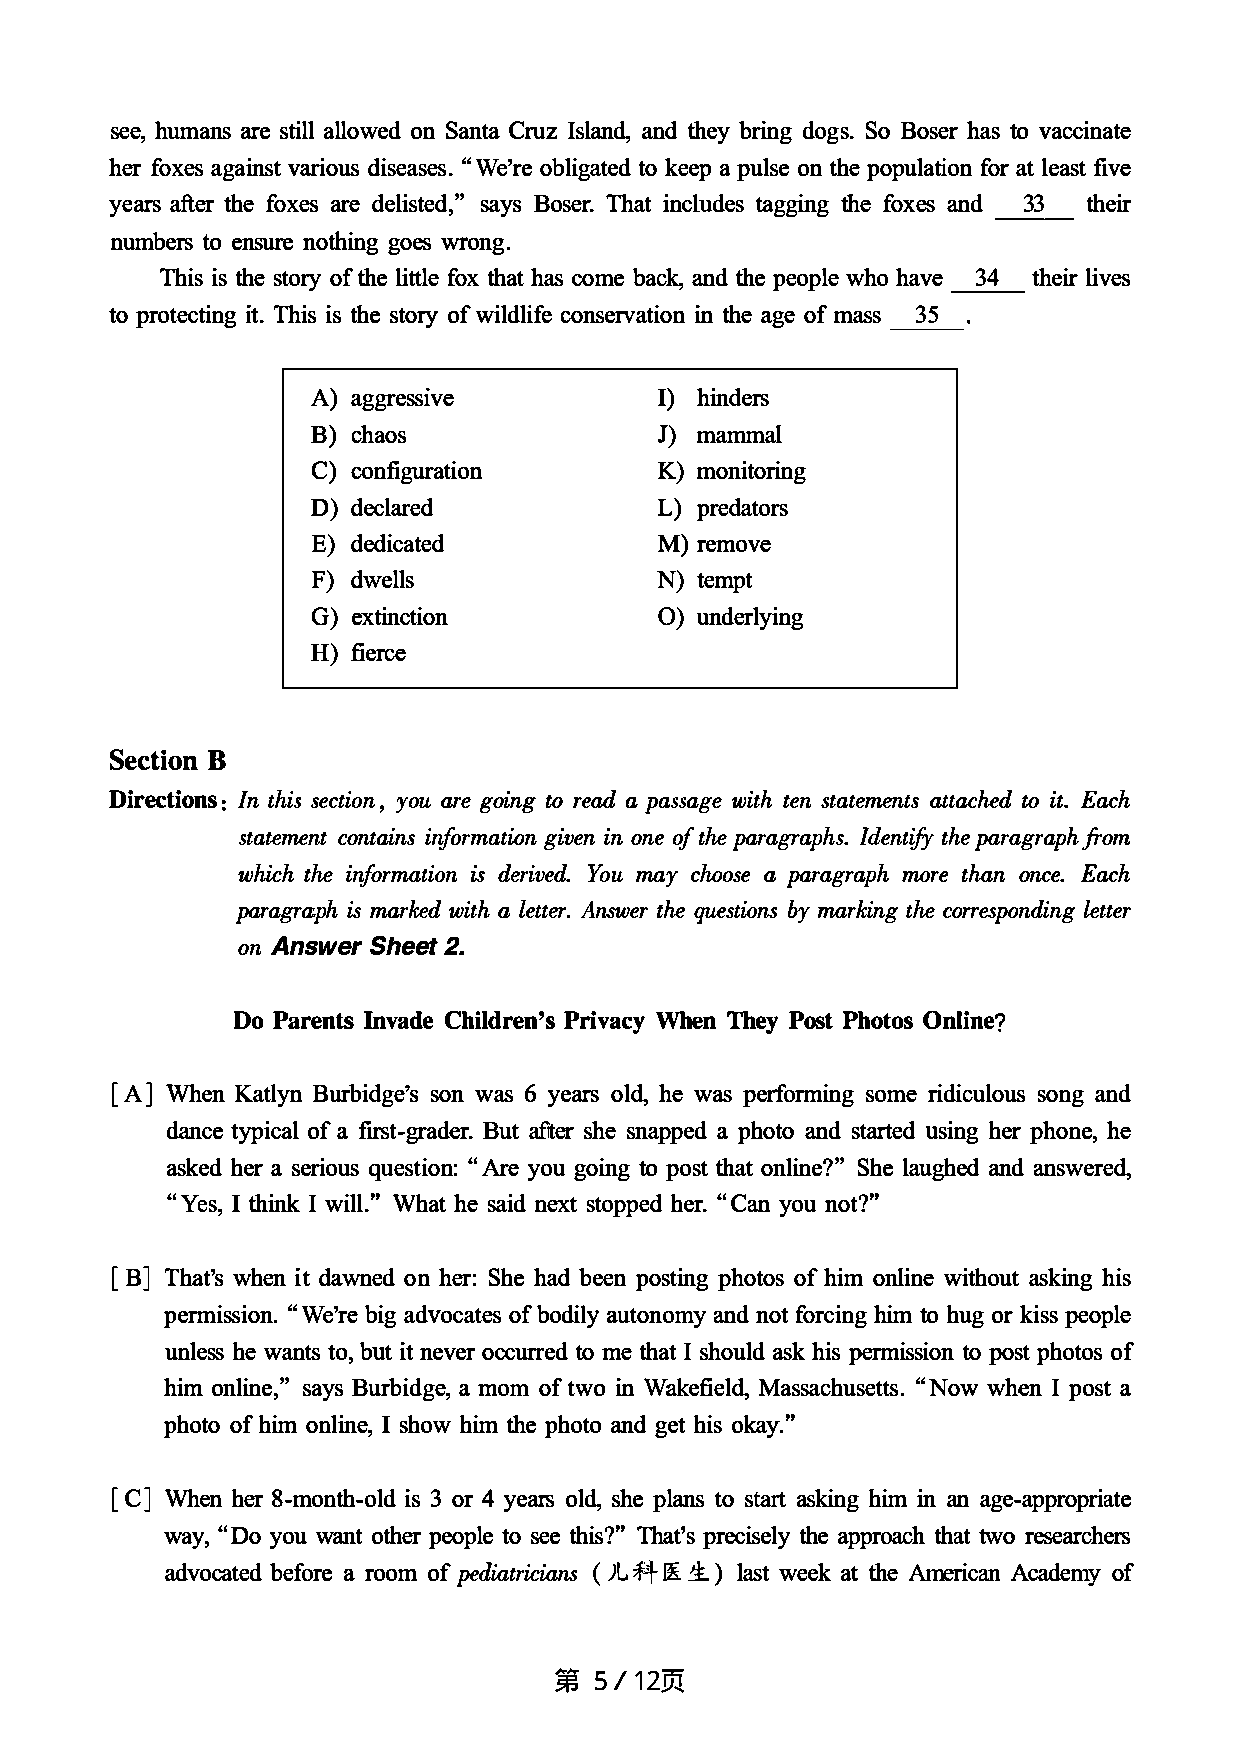 see, humans are still allowed on Santa Cruz Island, and they bring dogs. So Boser has to vaccinate
her foxes against various diseases. “We’re obligated to keep a pulse on the population for at least five
years after the foxes are delisted,” says Boser. That includes tagging the foxes and 33 their
numbers to ensure nothing goes wrong.
This is the story of the little fox that has come back, and the people who have 34 their lives
to protecting it. This is the story of wildlife conservation in the age of mass 35 .
A) aggressive
B) chaos
C) configuration
D) declared
E) dedicated
F) dwells
G) extinction
H) fierce
I) hinders
J) mammal
K) monitoring
L) predators
M) remove
N) tempt
O) underlying
Section B
Directions: In this section, you are going to read a passage with ten statements attached to it. Each
statement contains information given in one of the paragraphs. Identify the paragraph from
which the information is derived. You may choose a paragraph more than once. Each
paragraph is marked with a letter. Answer the questions by marking the corresponding letter
on Answer Sheet 2.
Do Parents Invade Children’s Privacy When They Post Photos Online?
[A] When Katlyn Burbidge’s son was 6 years old, he was performing some ridiculous song and
dance typical of a first-grader. But after she snapped a photo and started using her phone, he
asked her a serious question: “Are you going to post that online?” She laughed and answered,
“Yes, I think I will.” What he said next stopped her. “Can you not?”
[B] That’s when it dawned on her: She had been posting photos of him online without asking his
permission. “We’re big advocates of bodily autonomy and not forcing him to hug or kiss people
unless he wants to, but it never occurred to me that I should ask his permission to post photos of
him online,” says Burbidge, a mom of two in Wakefield, Massachusetts. “Now when I post a
photo of him online, I show him the photo and get his okay.”
[C] When her 8-month-old is 3 or 4 years old, she plans to start asking him in an age-appropriate
way, “Do you want other people to see this?” That’s precisely the approach that two researchers
advocated before a room of pediatricians (儿科医生) last week at the American Academy of
第 5 / 12页